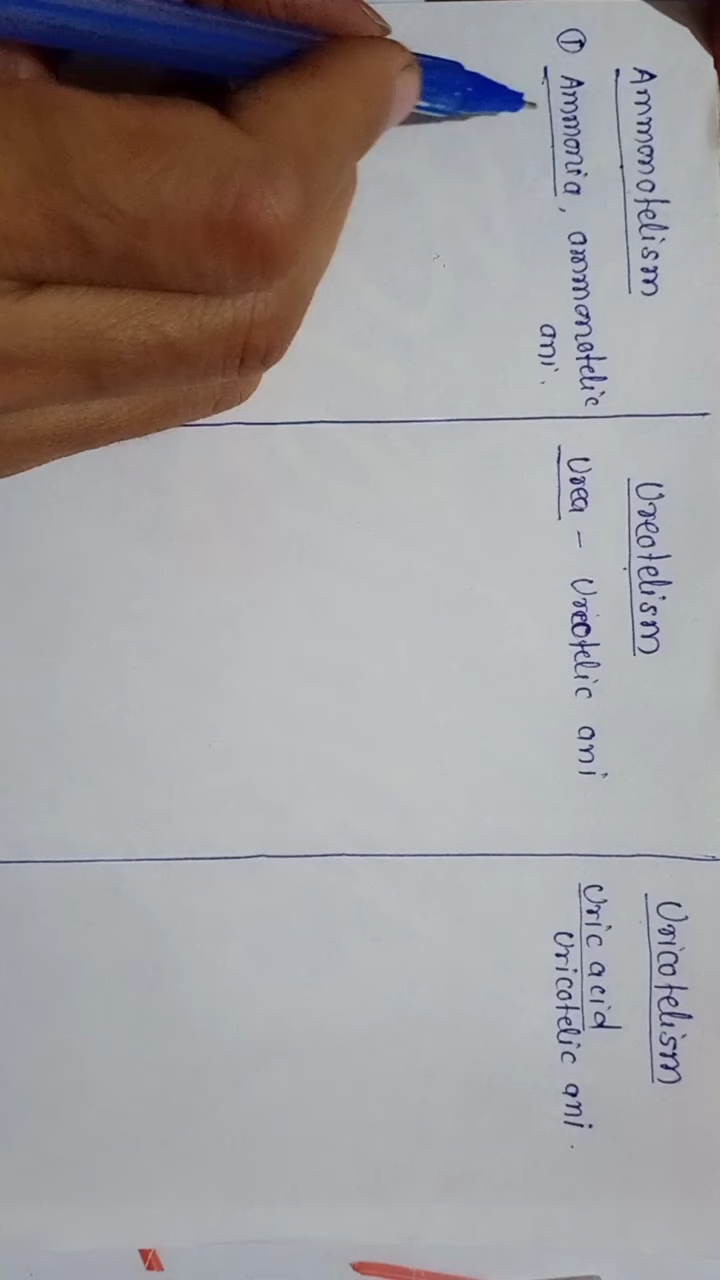 Ammonotelism
① Ammonia, ammonotelic
ani.
Ureotelism
Urea - Ureotelic ani
Uricotelism
Uric acid
Uricotelic ani.